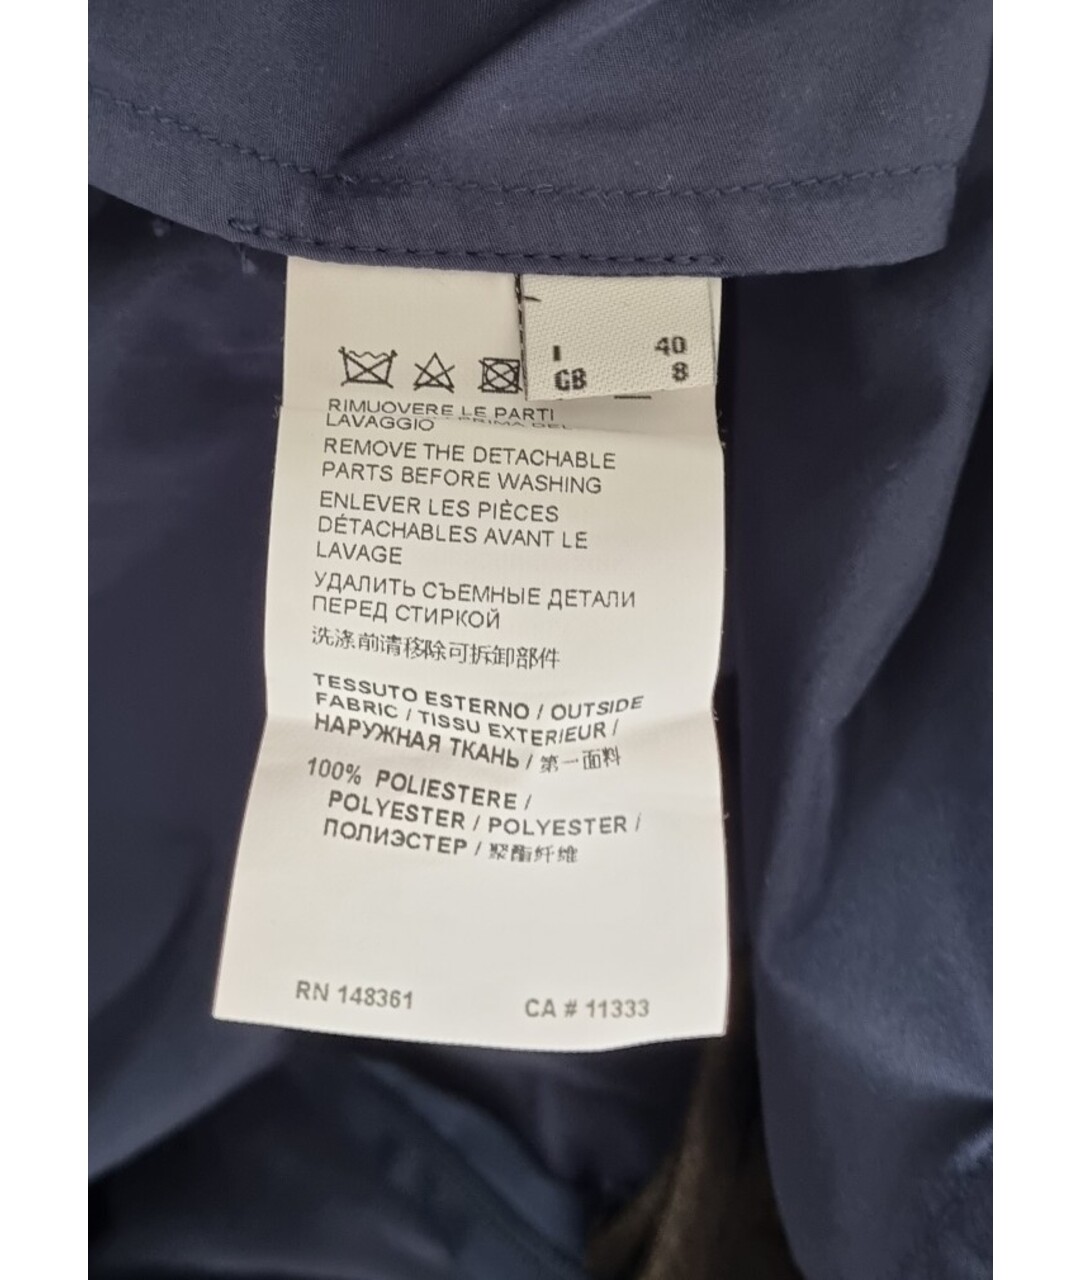 I 40
GB 8
RIMUOVERE LE PARTI
LAVAGGIO PRIMA DEL
REMOVE THE DETACHABLE
PARTS BEFORE WASHING
ENLEVER LES PIÈCES
DÉTACHABLES AVANT LE
LAVAGE
УДАЛИТЬ СЪЕМНЫЕ ДЕТАЛИ
ПЕРЕД СТИРКОЙ
洗涤前请移除可拆卸部件
TESSUTO ESTERNO / OUTSIDE
FABRIC / TISSU EXTERIEUR /
НАРУЖНАЯ ТКАНЬ / 第一面料
100% POLIESTERE /
POLYESTER / POLYESTER /
ПОЛИЭСТЕР / 聚酯纤维
RN 148361 CA # 11333